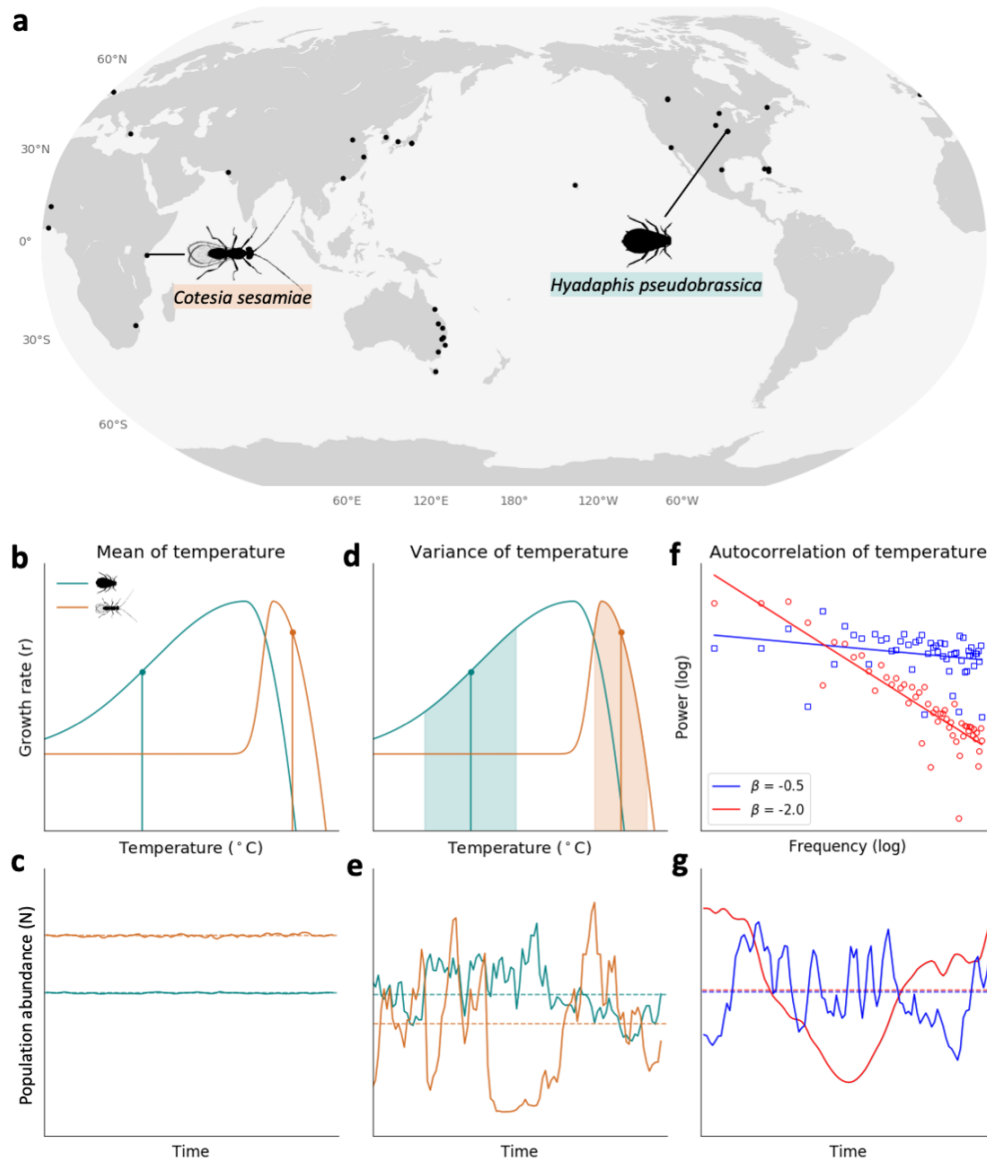 a
60°N
30°N
0°
30°S
60°S
Cotesia sesamiae
Hyadaphis pseudobrassica
60°E 120°E 180° 120°W 60°W
b Mean of temperature
Growth rate (r)
Temperature (°C)
d Variance of temperature
Temperature (°C)
f Autocorrelation of temperature
Power (log)
β = -0.5
β = -2.0
Frequency (log)
c
Population abundance (N)
Time
e
Time
g
Time